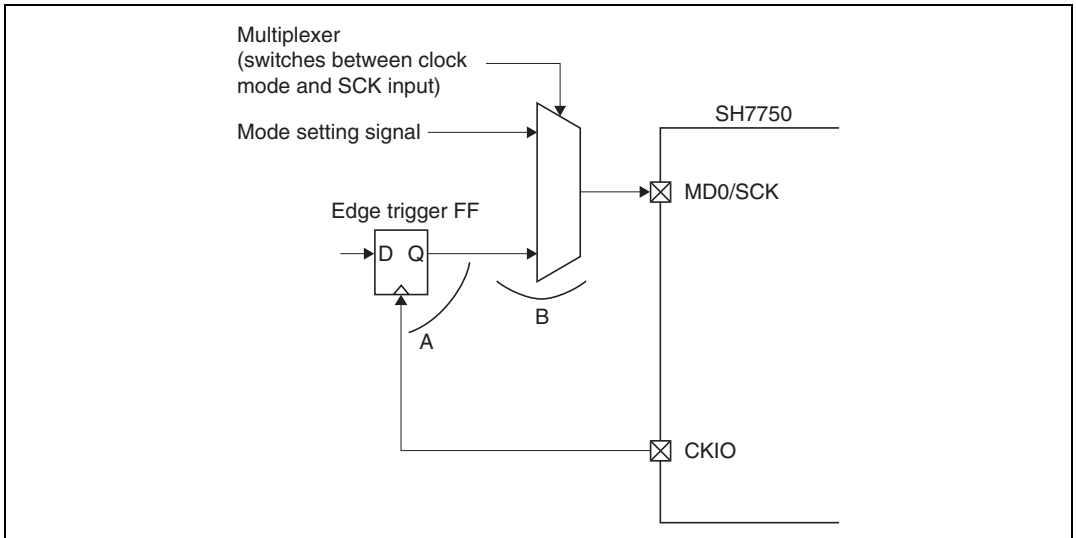 Multiplexer
(switches between clock
mode and SCK input)
SH7750
Mode setting signal
MD0/SCK
Edge trigger FF
D Q
B
A
CKIO